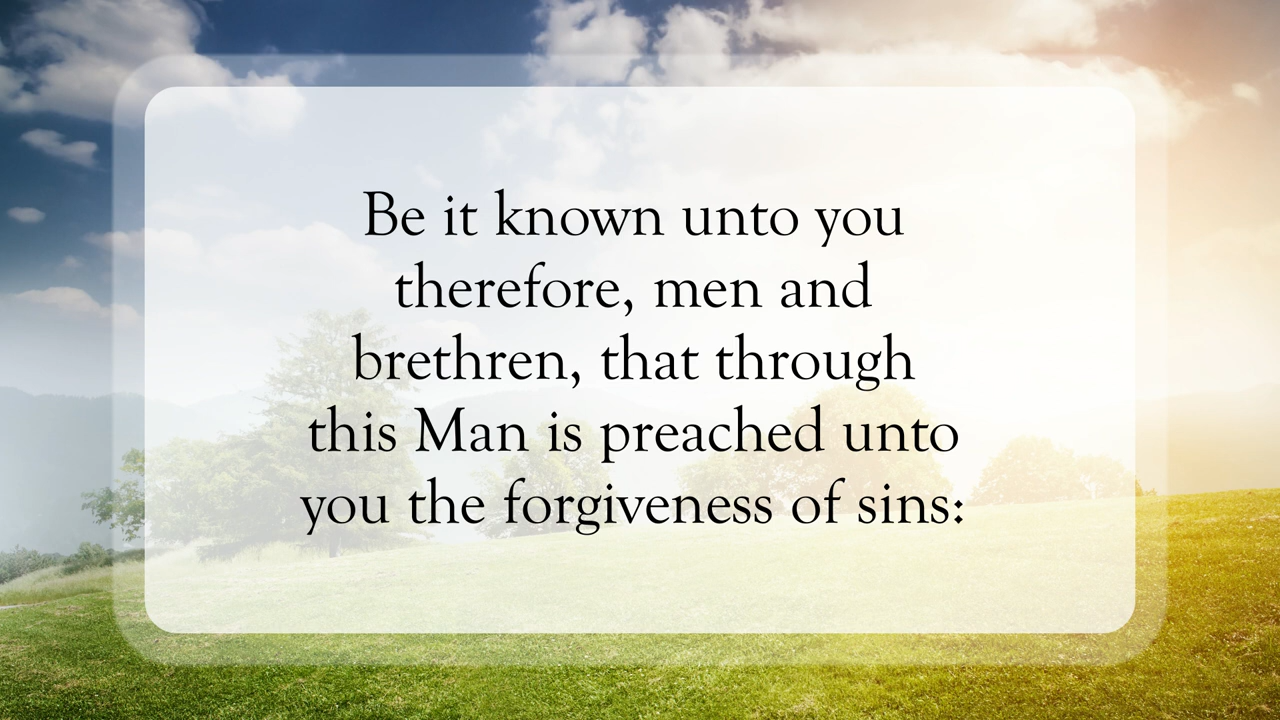 Be it known unto you
therefore, men and
brethren, that through
this Man is preached unto
you the forgiveness of sins: